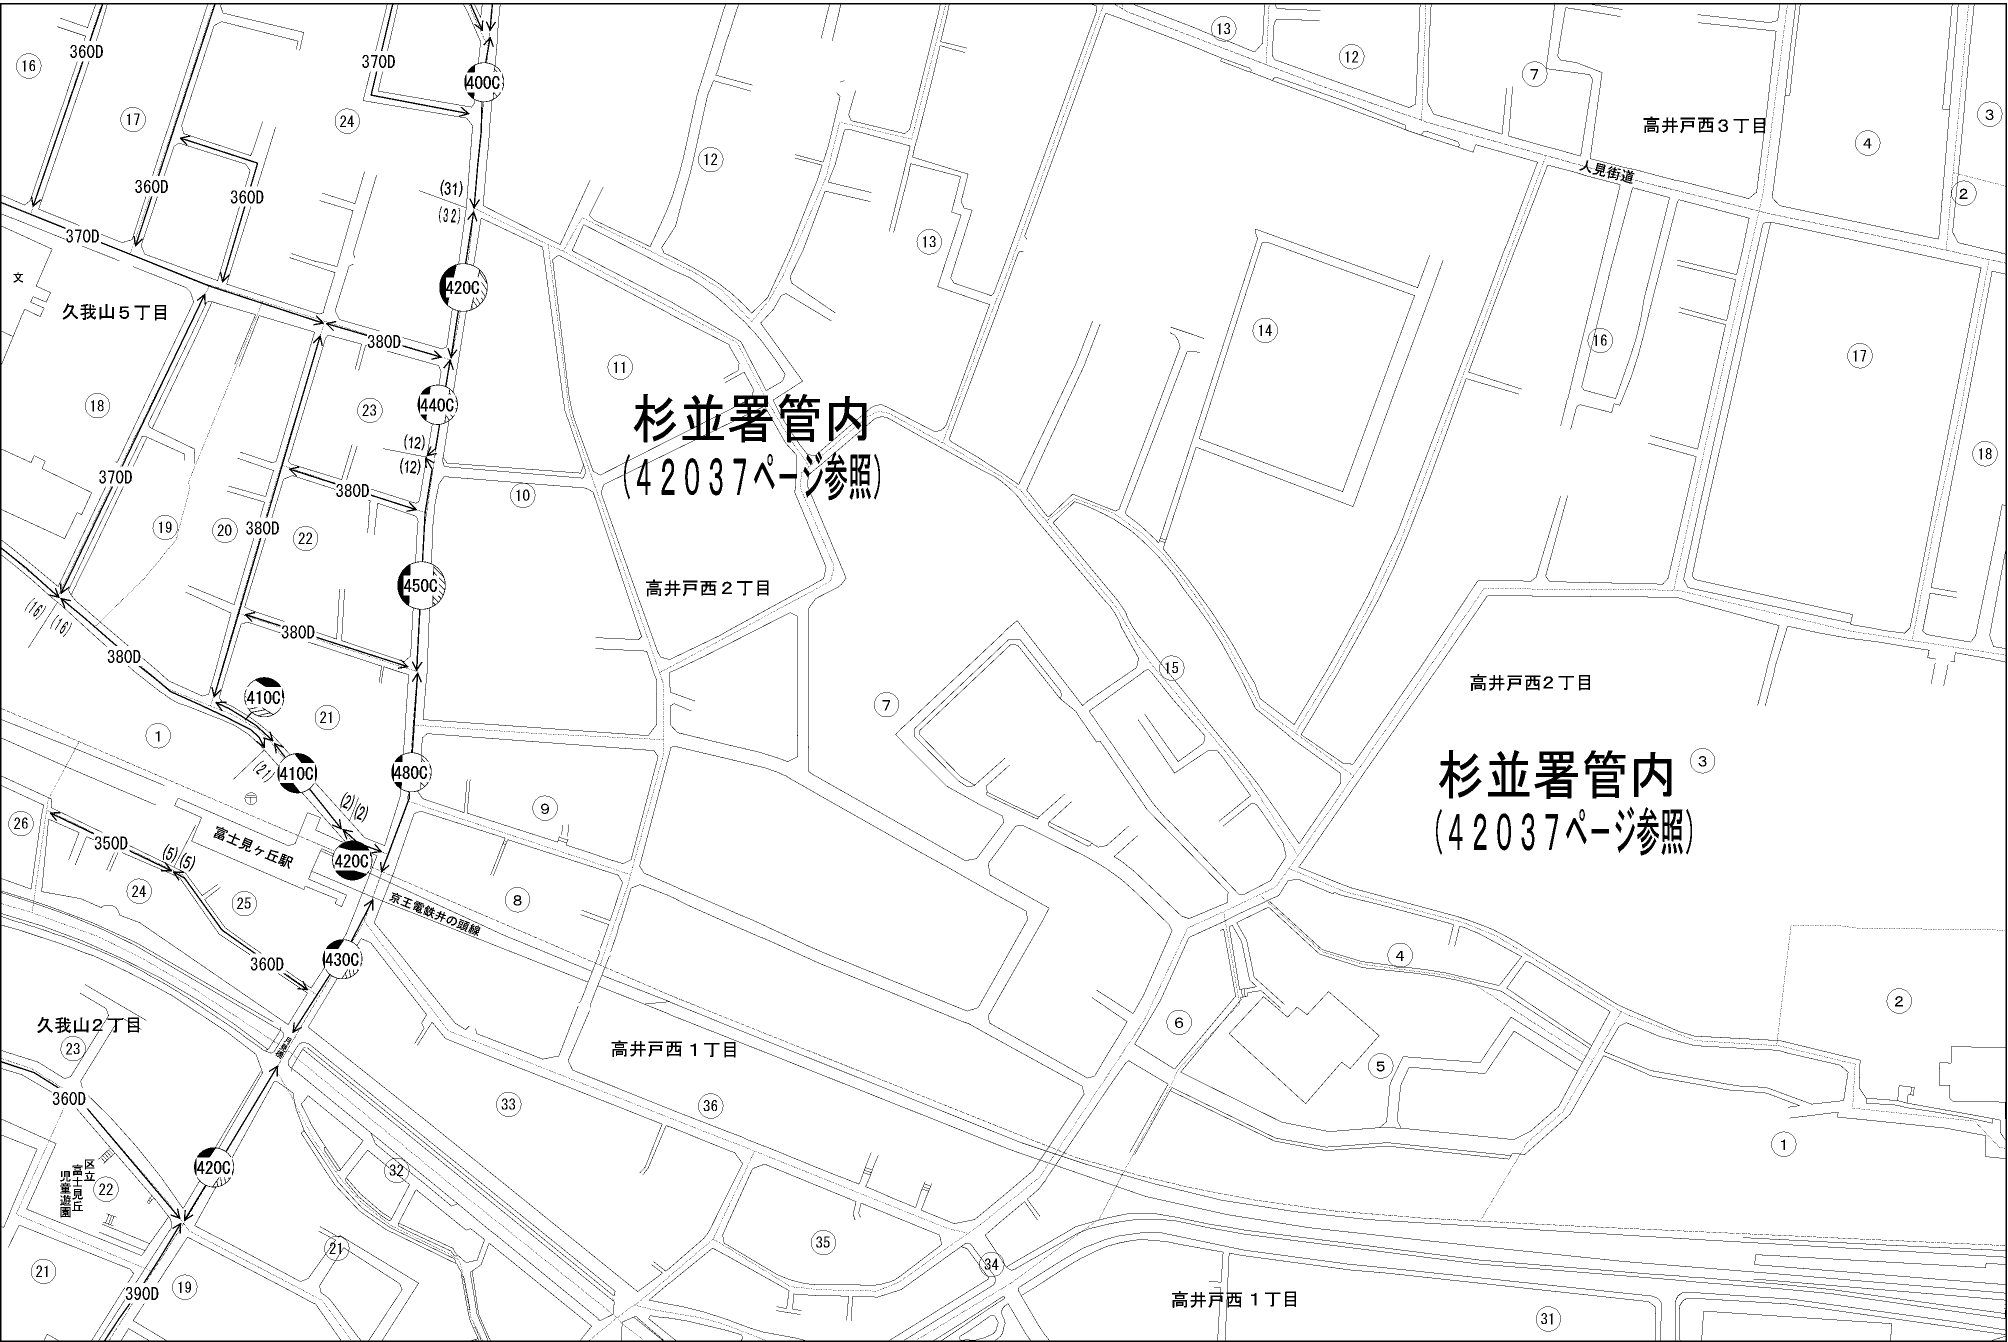 360D
370D
400C
13
12
7
16
17
24
3
4
高井戸西3丁目
人見街道
12
360D
360D
(31)
(32)
2
370D
13
文
420C
久我山5丁目
380D
14
16
17
11
18
23
440C
杉並署管内
(42037ページ参照)
(12)
(12)
18
370D
380D
10
19
20
380D
22
450C
高井戸西2丁目
(16)
(16)
380D
380D
15
高井戸西2丁目
410C
21
7
1
(21)
410C
480C
杉並署管内
(42037ページ参照)
3
(2)
(2)
9
26
350D
富士見ヶ丘駅
(5)
(5)
420C
24
25
京王電鉄井の頭線
8
360D
430C
4
2
久我山2丁目
23
6
高井戸西1丁目
5
360D
33
36
1
420C
区立
富士見丘
児童遊園
22
32
21
35
34
21
19
390D
高井戸西1丁目
31